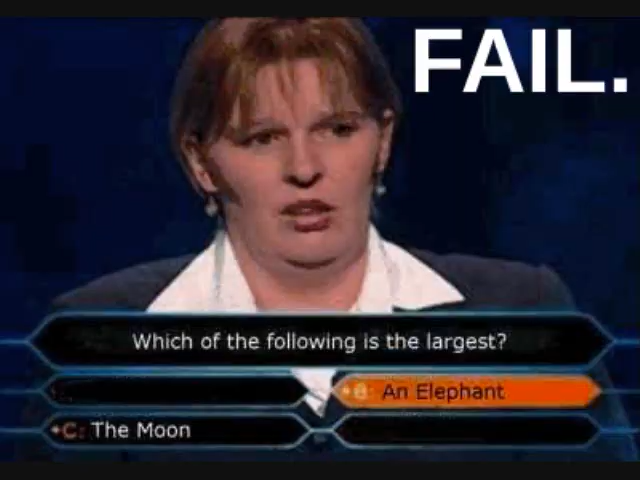 FAIL.
Which of the following is the largest?
B: An Elephant
C: The Moon